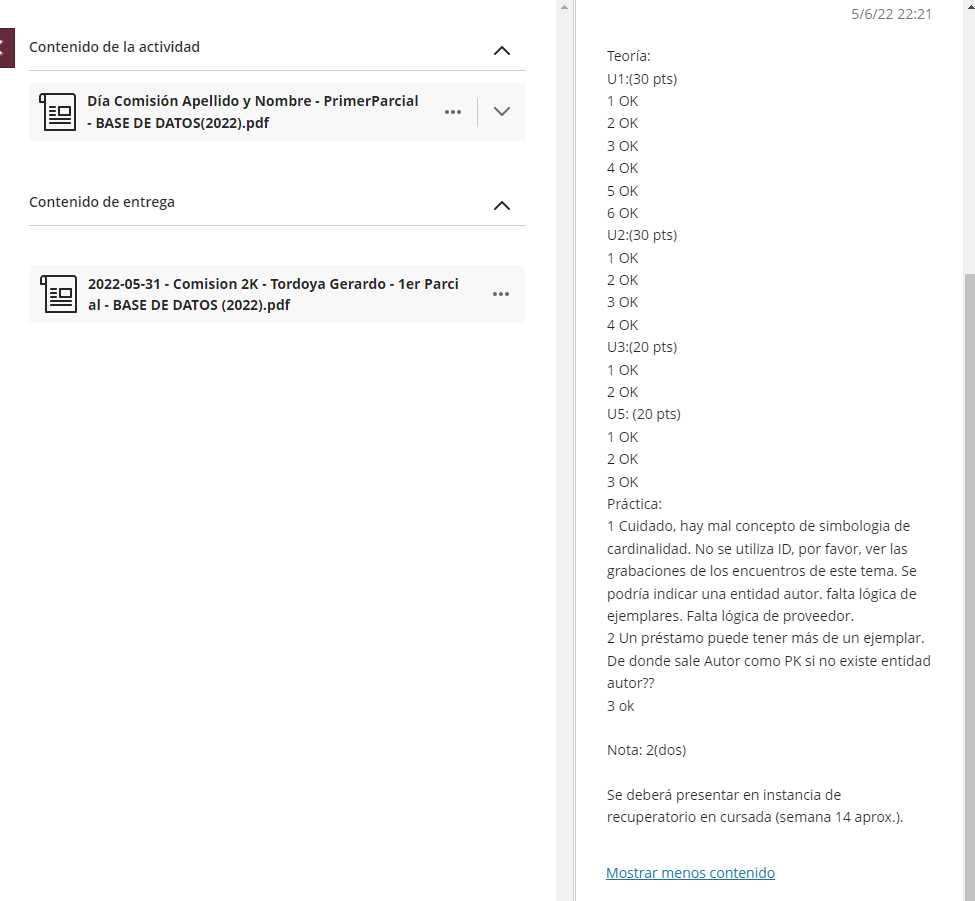 Contenido de la actividad
Día Comisión Apellido y Nombre - PrimerParcial
- BASE DE DATOS(2022).pdf
Contenido de entrega
2022-05-31 - Comision 2K - Tordoya Gerardo - 1er Parci
al - BASE DE DATOS (2022).pdf
5/6/22 22:21
Teoría:
U1:(30 pts)
1 OK
2 OK
3 OK
4 OK
5 OK
6 OK
U2:(30 pts)
1 OK
2 OK
3 OK
4 OK
U3:(20 pts)
1 OK
2 OK
U5: (20 pts)
1 OK
2 OK
3 OK
Práctica:
1 Cuidado, hay mal concepto de simbologia de
cardinalidad. No se utiliza ID, por favor, ver las
grabaciones de los encuentros de este tema. Se
podría indicar una entidad autor. falta lógica de
ejemplares. Falta lógica de proveedor.
2 Un préstamo puede tener más de un ejemplar.
De donde sale Autor como PK si no existe entidad
autor??
3 ok
Nota: 2(dos)
Se deberá presentar en instancia de
recuperatorio en cursada (semana 14 aprox.).
Mostrar menos contenido